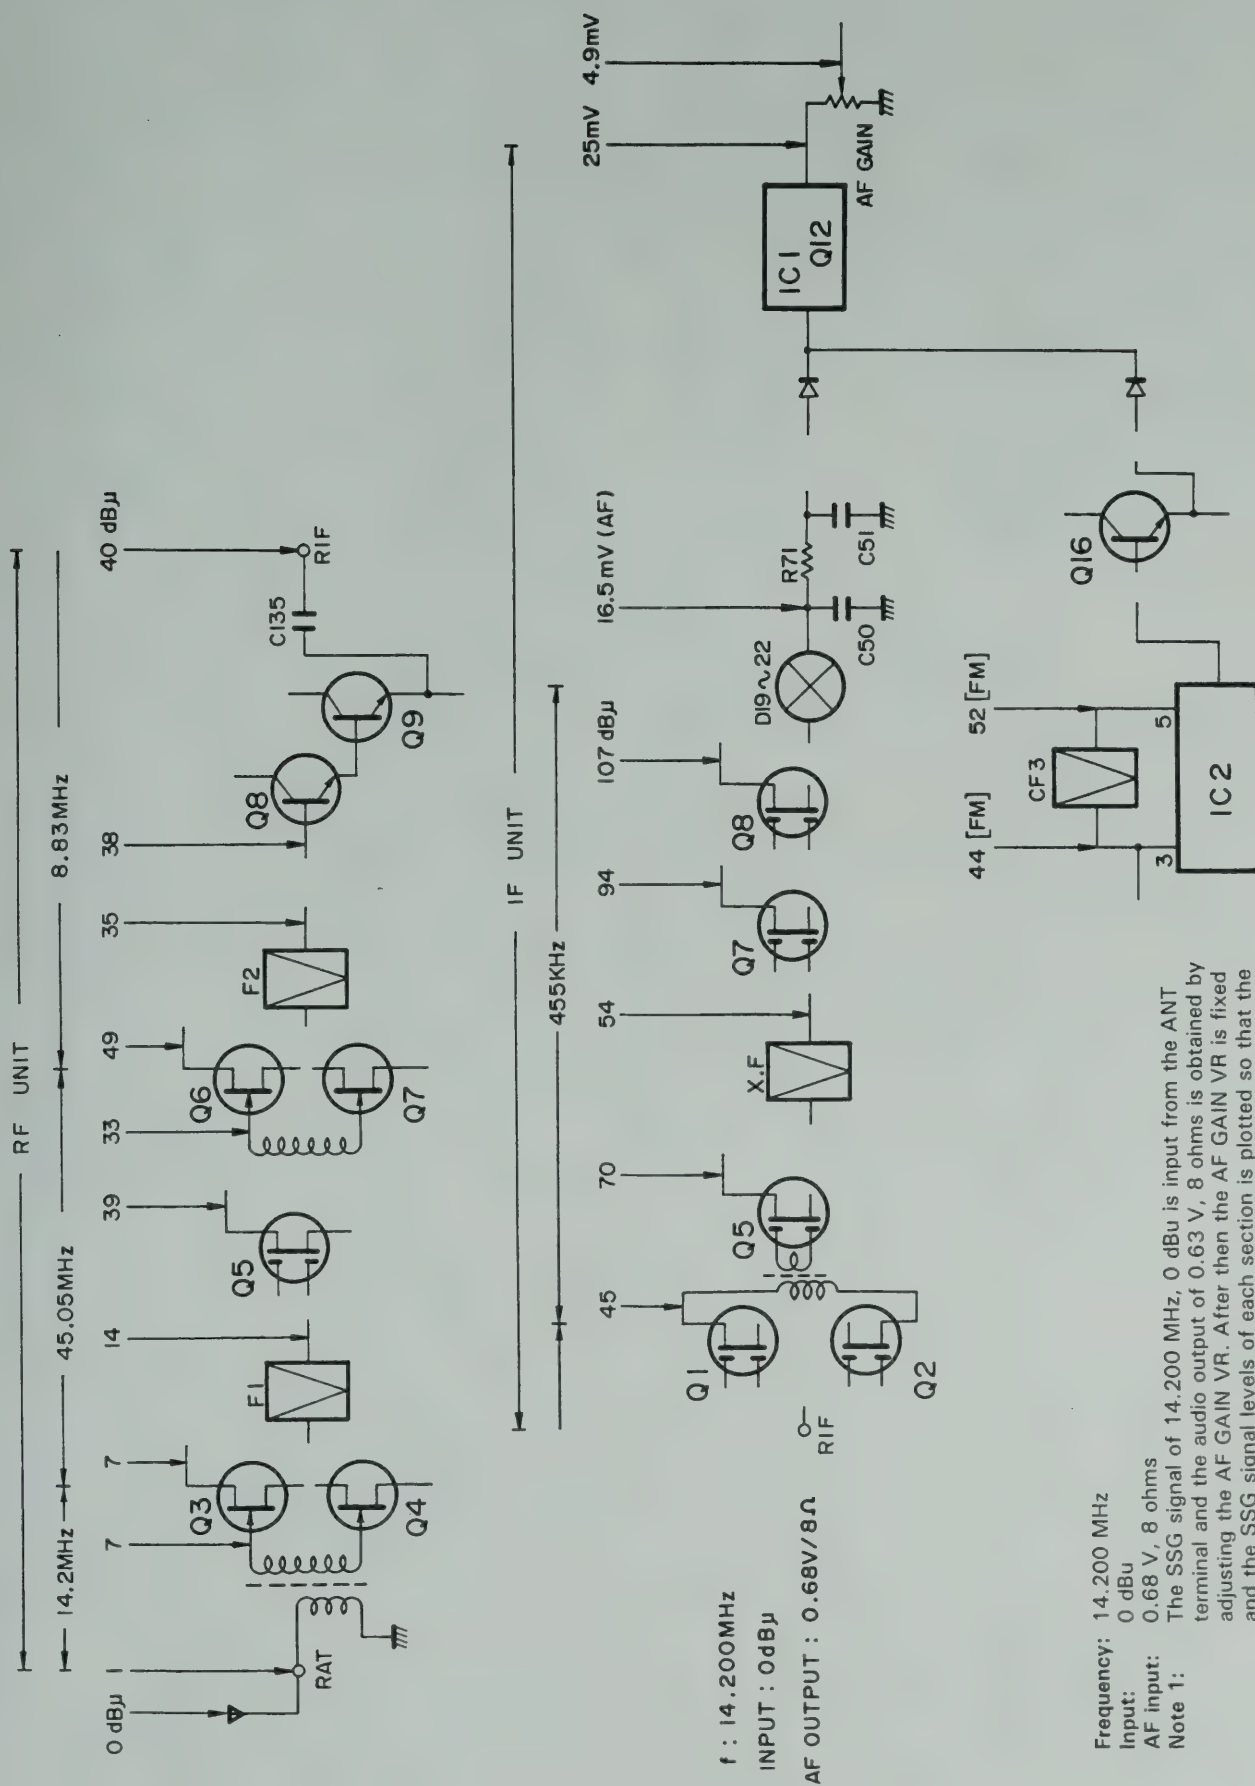 RF UNIT
14.2MHz
45.05MHz
8.83MHz
0 dBμ
1
7
7
14
39
33
49
35
38
40 dBμ
RAT
Q3
Q4
F1
Q5
Q6
Q7
F2
Q8
Q9
C135
RIF
IF UNIT
455KHz
45
70
54
94
107 dBμ
16.5mV (AF)
25mV
4.9mV
RIF
Q1
Q2
Q5
X.F
Q7
Q8
D19~22
R71
C50
C51
IC1
Q12
AF GAIN
f : 14.200MHz
INPUT : 0dBμ
AF OUTPUT : 0.68V/8Ω
44 [FM]
52 [FM]
CF3
3
5
IC2
Q16
Frequency: 14.200 MHz
Input: 0 dBu
AF input: 0.68 V, 8 ohms
Note 1: The SSG signal of 14.200 MHz, 0 dBu is input from the ANT
terminal and the audio output of 0.63 V, 8 ohms is obtained by
adjusting the AF GAIN VR. After then the AF GAIN VR is fixed
and the SSG signal levels of each section is plotted so that the